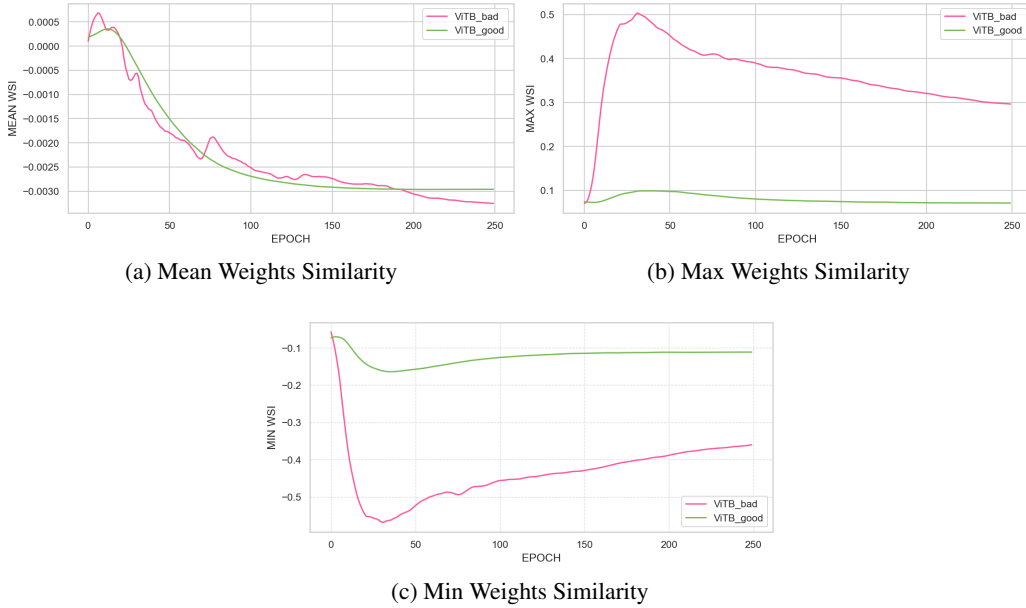 0.0005
0.0000
−0.0005
−0.0010
−0.0015
−0.0020
−0.0025
−0.0030
MEAN WSI
0 50 100 150 200 250
EPOCH
ViTB_bad
ViTB_good
(a) Mean Weights Similarity
0.5
0.4
0.3
0.2
0.1
MAX WSI
0 50 100 150 200 250
EPOCH
ViTB_bad
ViTB_good
(b) Max Weights Similarity
−0.1
−0.2
−0.3
−0.4
−0.5
MIN WSI
0 50 100 150 200 250
EPOCH
ViTB_bad
ViTB_good
(c) Min Weights Similarity